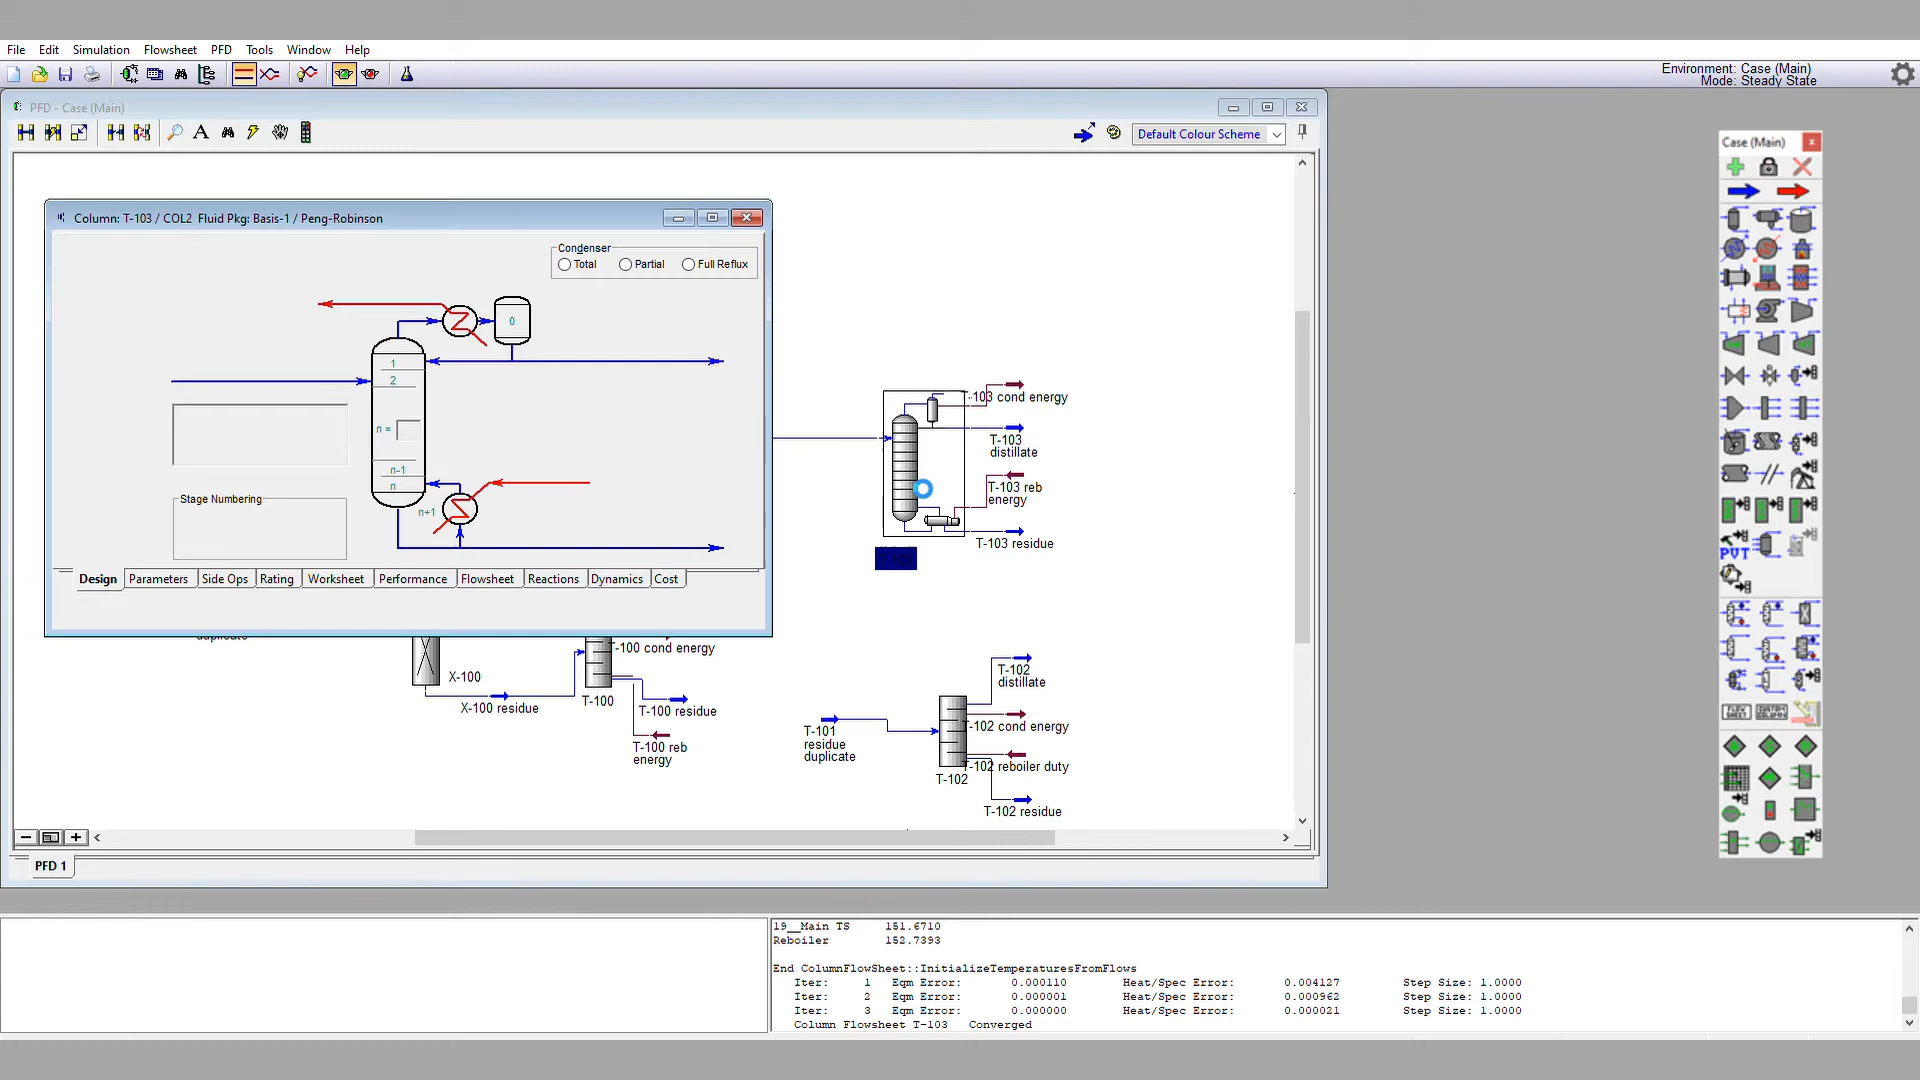 File Edit Simulation Flowsheet PFD Tools Window Help
Environment: Case (Main)
Mode: Steady State
PFD - Case (Main)
Default Colour Scheme
Case (Main)
Column: T-103 / COL2 Fluid Pkg: Basis-1 / Peng-Robinson
Condenser
Total Partial Full Reflux
0
1
2
n =
n-1
n
n+1
Stage Numbering
Design Parameters Side Ops Rating Worksheet Performance Flowsheet Reactions Dynamics Cost
T-103 cond energy
T-103
distillate
T-103 reb
energy
T-103 residue
duplicate
X-100
X-100 residue
-100 cond energy
T-100
T-100 residue
T-100 reb
energy
T-101
residue
duplicate
T-102
distillate
T-102 cond energy
T-102 reboiler duty
T-102
T-102 residue
PVT
FLOW
SHEET
CUSTOM
COLUMN
PFD 1
19__Main TS 151.6710
Reboiler 152.7393
End ColumnFlowSheet::InitializeTemperaturesFromFlows
Iter: 1 Eqm Error: 0.000110 Heat/Spec Error: 0.004127 Step Size: 1.0000
Iter: 2 Eqm Error: 0.000001 Heat/Spec Error: 0.000962 Step Size: 1.0000
Iter: 3 Eqm Error: 0.000000 Heat/Spec Error: 0.000021 Step Size: 1.0000
Column Flowsheet T-103 Converged